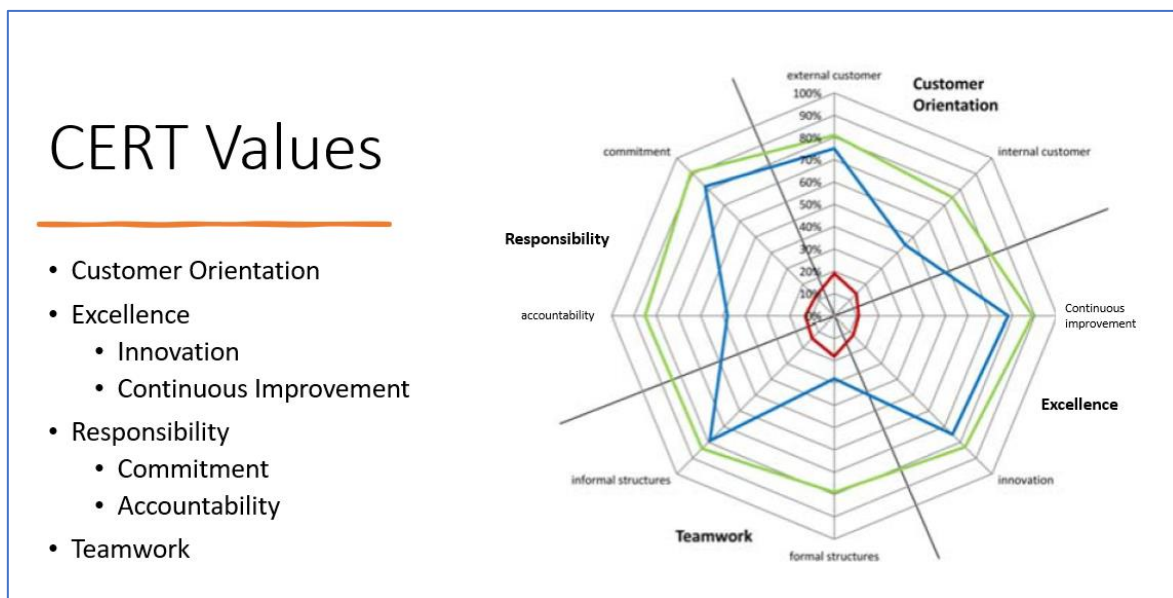 CERT Values
• Customer Orientation
• Excellence
• Innovation
• Continuous Improvement
• Responsibility
• Commitment
• Accountability
• Teamwork
external customer
Customer
Orientation
100%
90%
80%
70%
60%
50%
40%
30%
20%
10%
0%
commitment
internal customer
Responsibility
accountability
Continuous
improvement
Excellence
informal structures
innovation
Teamwork
formal structures